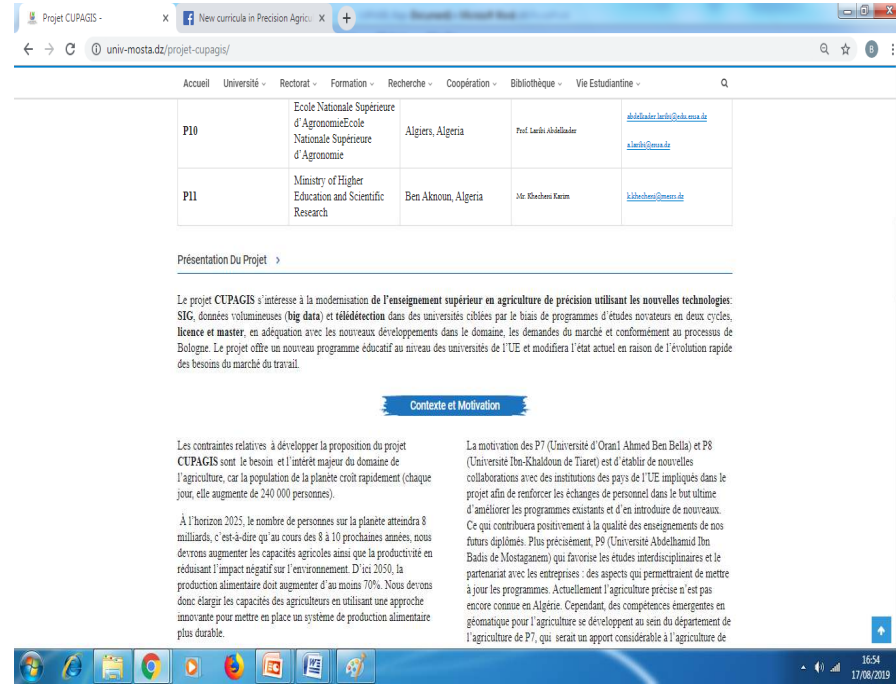 Projet CUPAGIS -
New curricula in Precision Agricu
univ-mosta.dz/projet-cupagis/
B
Accueil Université Rectorat Formation Recherche Coopération Bibliothèque Vie Estudiantine
P10
Ecole Nationale Supérieure
d'AgronomieEcole
Nationale Supérieure
d'Agronomie
Algiers, Algeria
Prof. Laribi Abdelkader
abdelkader.laribi@edu.ensa.dz
a.laribi@ensa.dz
P11
Ministry of Higher
Education and Scientific
Research
Ben Aknoun, Algeria
Mr. Khecheni Karim
k.khecheni@mesrs.dz
Présentation Du Projet >
Le projet CUPAGIS s'intéresse à la modernisation de l'enseignement supérieur en agriculture de précision utilisant les nouvelles technologies:
SIG, données volumineuses (big data) et télédétection dans des universités ciblées par le biais de programmes d'études novateurs en deux cycles,
licence et master, en adéquation avec les nouveaux développements dans le domaine, les demandes du marché et conformément au processus de
Bologne. Le projet offre un nouveau programme éducatif au niveau des universités de l'UE et modifiera l'état actuel en raison de l'évolution rapide
des besoins du marché du travail.
Contexte et Motivation
Les contraintes relatives à développer la proposition du projet
CUPAGIS sont le besoin et l'intérêt majeur du domaine de
l'agriculture, car la population de la planète croît rapidement (chaque
jour, elle augmente de 240 000 personnes).
À l'horizon 2025, le nombre de personnes sur la planète atteindra 8
milliards, c'est-à-dire qu'au cours des 8 à 10 prochaines années, nous
devrons augmenter les capacités agricoles ainsi que la productivité en
réduisant l'impact négatif sur l'environnement. D'ici 2050, la
production alimentaire doit augmenter d'au moins 70%. Nous devons
donc élargir les capacités des agriculteurs en utilisant une approche
innovante pour mettre en place un système de production alimentaire
plus durable.
La motivation des P7 (Université d'Oran1 Ahmed Ben Bella) et P8
(Université Ibn-Khaldoun de Tiaret) est d'établir de nouvelles
collaborations avec des institutions des pays de l'UE impliqués dans le
projet afin de renforcer les échanges de personnel dans le but ultime
d'améliorer les programmes existants et d'en introduire de nouveaux.
Ce qui contribuera positivement à la qualité des enseignements de nos
futurs diplômés. Plus précisément, P9 (Université Abdelhamid Ibn
Badis de Mostaganem) qui favorise les études interdisciplinaires et le
partenariat avec les entreprises : des aspects qui permettraient de mettre
à jour les programmes. Actuellement l'agriculture précise n'est pas
encore connue en Algérie. Cependant, des compétences émergentes en
géomatique pour l'agriculture se développent au sein du département de
l'agriculture de P7, qui serait un apport considérable à l'agriculture de
16:54
17/08/2019